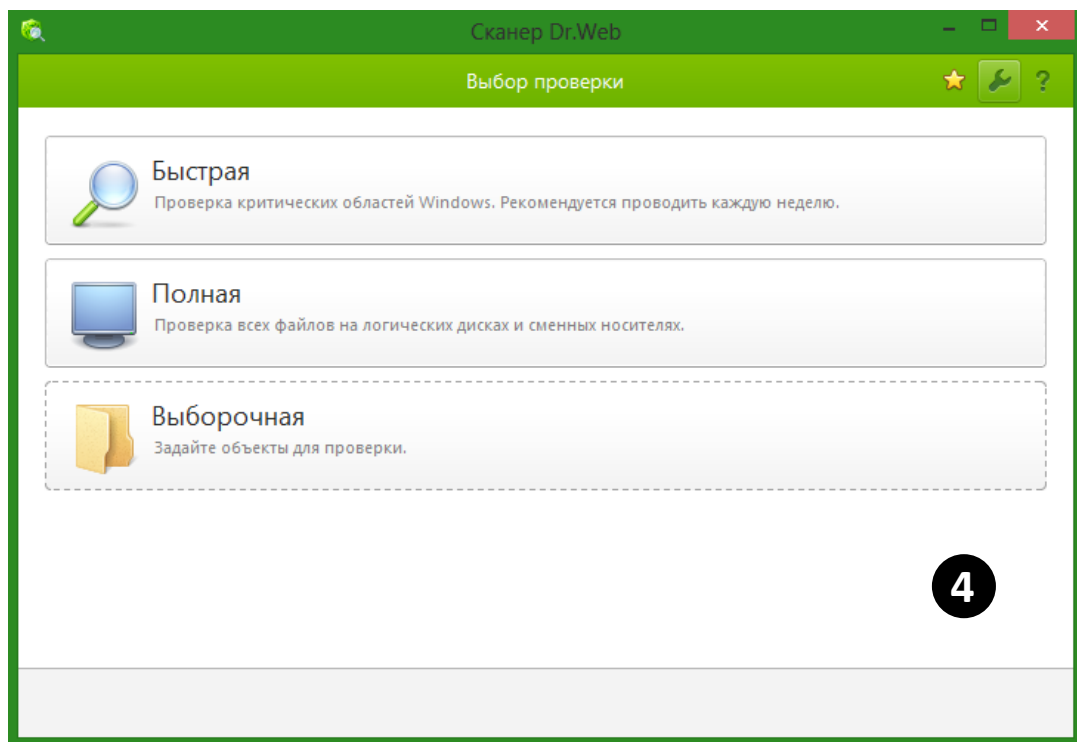 Сканер Dr.Web
Выбор проверки
?
Быстрая
Проверка критических областей Windows. Рекомендуется проводить каждую неделю.
Полная
Проверка всех файлов на логических дисках и сменных носителях.
Выборочная
Задайте объекты для проверки.
4